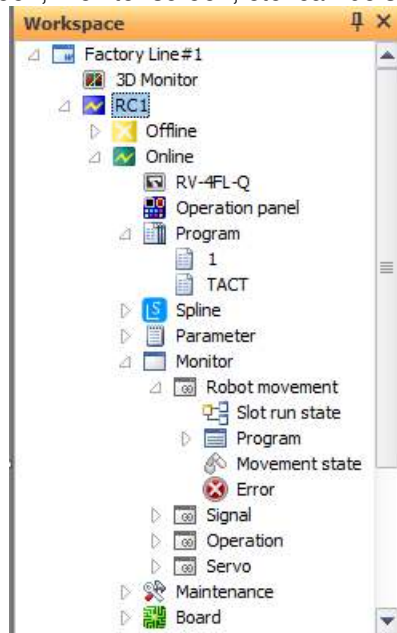 Workspace
Factory Line#1
3D Monitor
RC1
Offline
Online
RV-4FL-Q
Operation panel
Program
1
TACT
Spline
Parameter
Monitor
Robot movement
Slot run state
Program
Movement state
Error
Signal
Operation
Servo
Maintenance
Board